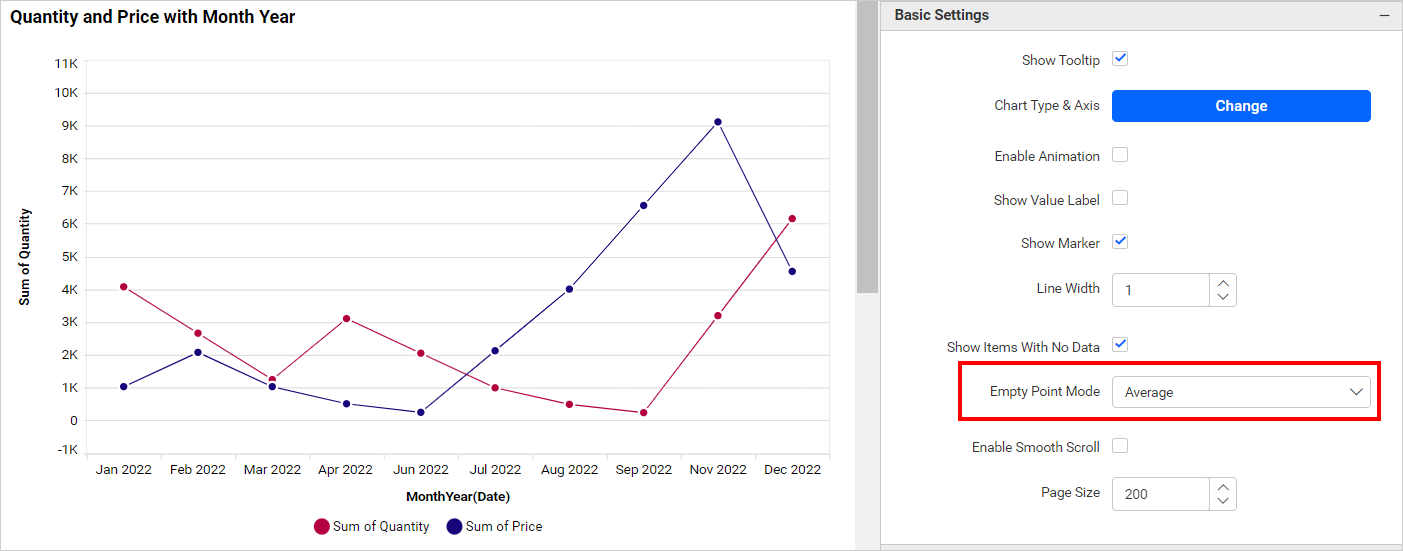 Quantity and Price with Month Year
11K
10K
9K
8K
7K
6K
5K
4K
3K
2K
1K
0
-1K
Sum of Quantity
Jan 2022 Feb 2022 Mar 2022 Apr 2022 Jun 2022 Jul 2022 Aug 2022 Sep 2022 Nov 2022 Dec 2022
MonthYear(Date)
Sum of Quantity Sum of Price
Basic Settings
Show Tooltip
Chart Type & Axis Change
Enable Animation
Show Value Label
Show Marker
Line Width 1
Show Items With No Data
Empty Point Mode Average
Enable Smooth Scroll
Page Size 200